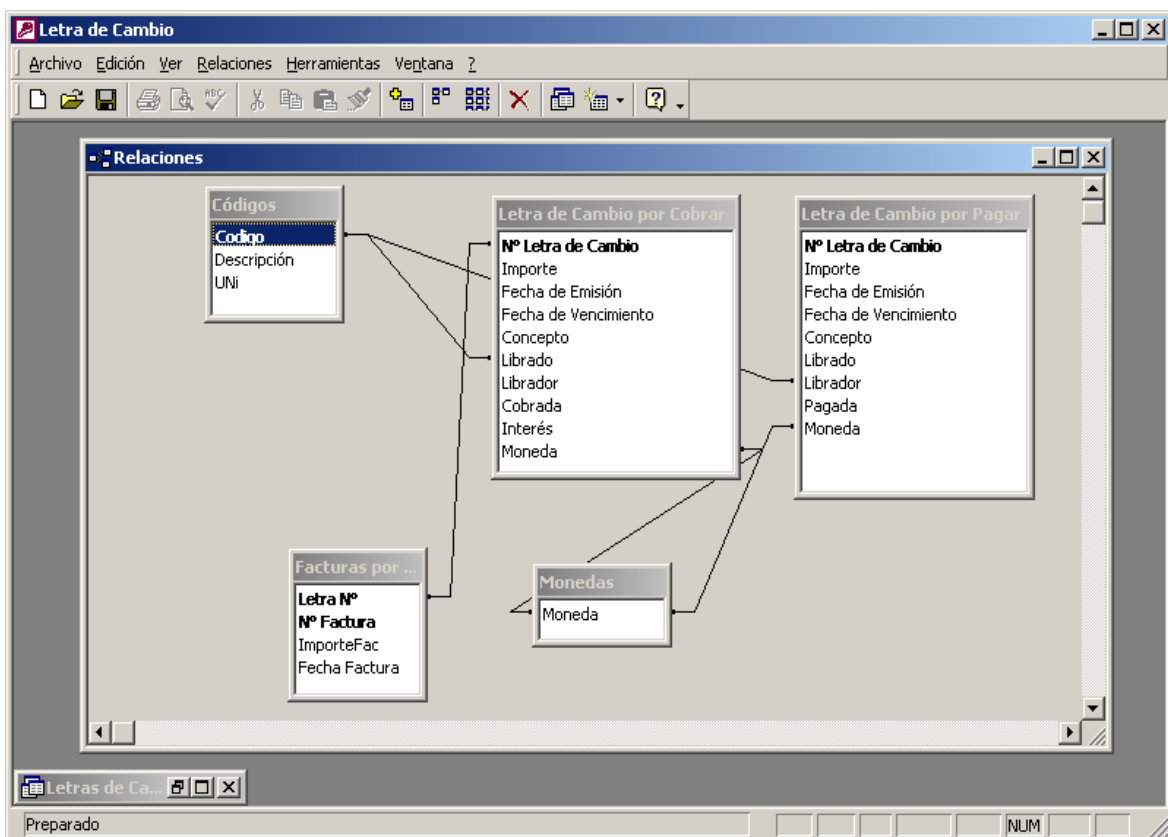 Letra de Cambio
Archivo Edición Ver Relaciones Herramientas Ventana ?
Relaciones
Códigos
Codigo
Descripción
UNi
Letra de Cambio por Cobrar
Nº Letra de Cambio
Importe
Fecha de Emisión
Fecha de Vencimiento
Concepto
Librado
Librador
Cobrada
Interés
Moneda
Letra de Cambio por Pagar
Nº Letra de Cambio
Importe
Fecha de Emisión
Fecha de Vencimiento
Concepto
Librado
Librador
Pagada
Moneda
Facturas por ...
Letra Nº
Nº Factura
ImporteFac
Fecha Factura
Monedas
Moneda
Letras de Ca...
Preparado
NUM